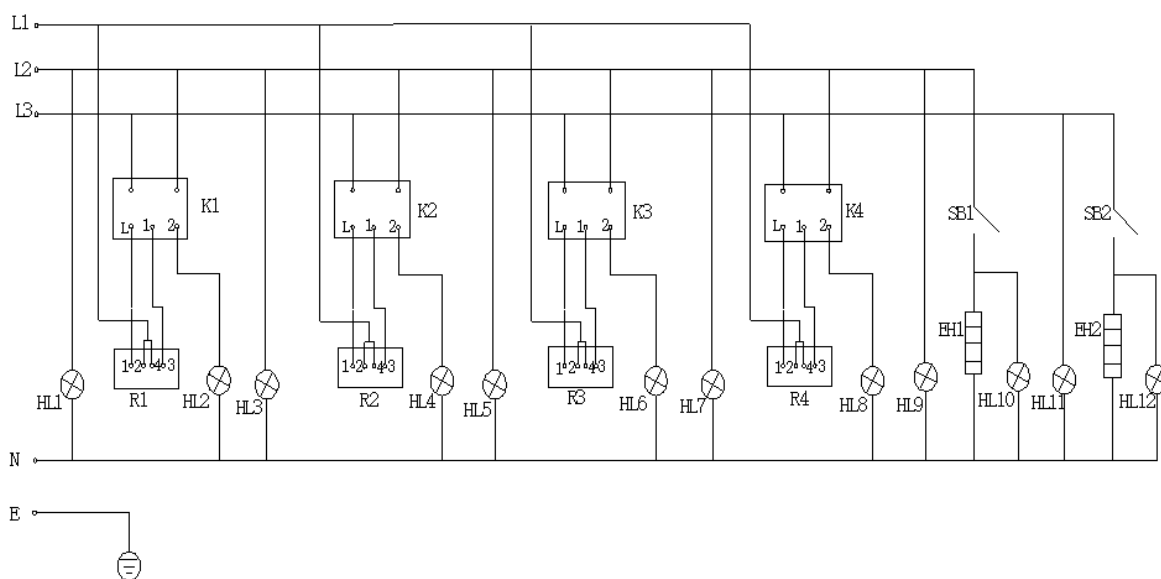 L1
L2
L3
K1
K2
K3
K4
SB1
SB2
L 1 2
L 1 2
L 1 2
L 1 2
EH1
EH2
1 2 4 3
1 2 4 3
1 2 4 3
1 2 4 3
HL1
R1
HL2
HL3
R2
HL4
HL5
R3
HL6
HL7
R4
HL8
HL9
HL10
HL11
HL12
N
E